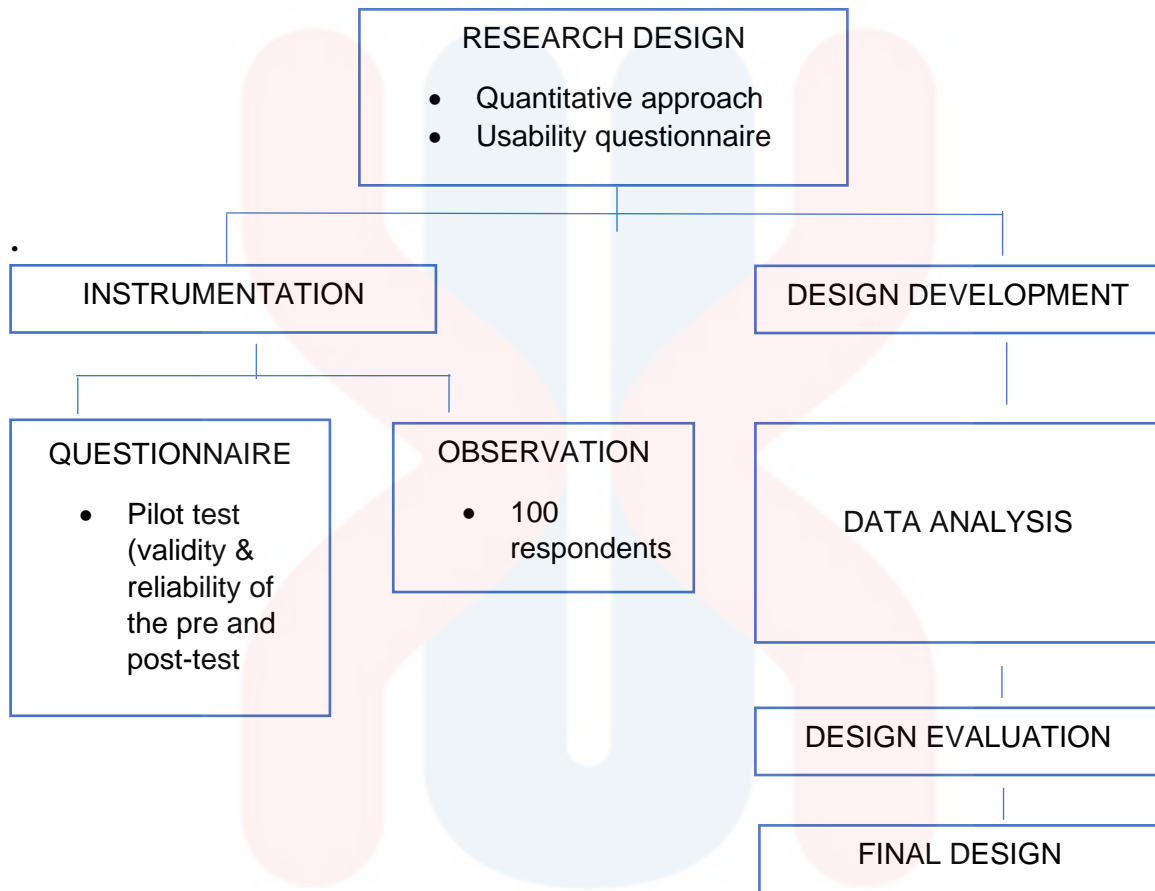 RESEARCH DESIGN
• Quantitative approach
• Usability questionnaire
.
INSTRUMENTATION
DESIGN DEVELOPMENT
QUESTIONNAIRE
• Pilot test
(validity &
reliability of
the pre and
post-test
OBSERVATION
• 100
respondents
DATA ANALYSIS
DESIGN EVALUATION
FINAL DESIGN